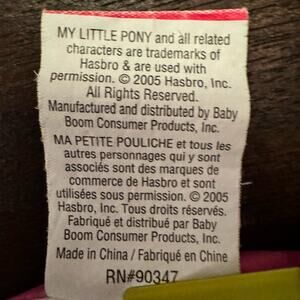 MY LITTLE PONY and all related
characters are trademarks of
Hasbro & are used with
permission. © 2005 Hasbro, Inc.
All Rights Reserved.
Manufactured and distributed by Baby
Boom Consumer Products, Inc.
MA PETITE POULICHE et tous les
autres personnages qui y sont
associés sont des marques de
commerce de Hasbro et sont
utilisées sous permission. © 2005
Hasbro, Inc. Tous droits réservés.
Fabriqué et distribué par Baby
Boom Consumer Products, Inc.
Made in China / Fabriqué en Chine
RN#90347